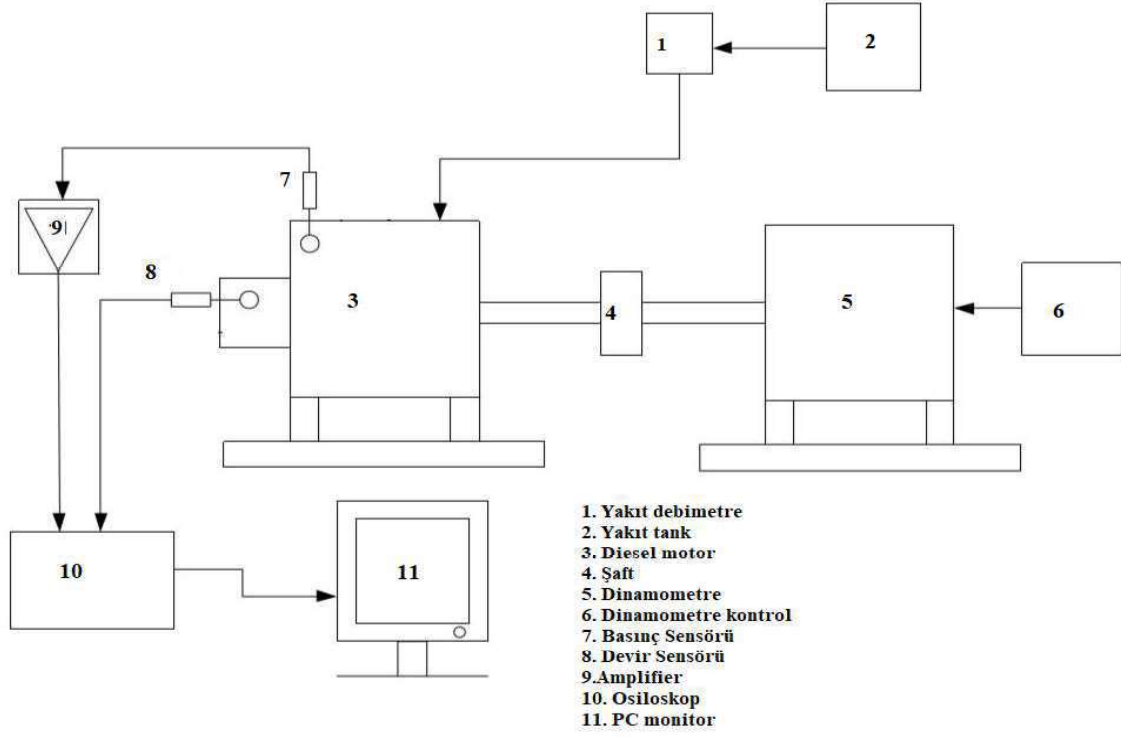 1
2
7
9
8
3
4
5
6
10
11
1. Yakıt debimetre
2. Yakıt tank
3. Diesel motor
4. Şaft
5. Dinamometre
6. Dinamometre kontrol
7. Basınç Sensörü
8. Devir Sensörü
9.Amplifier
10. Osiloskop
11. PC monitor